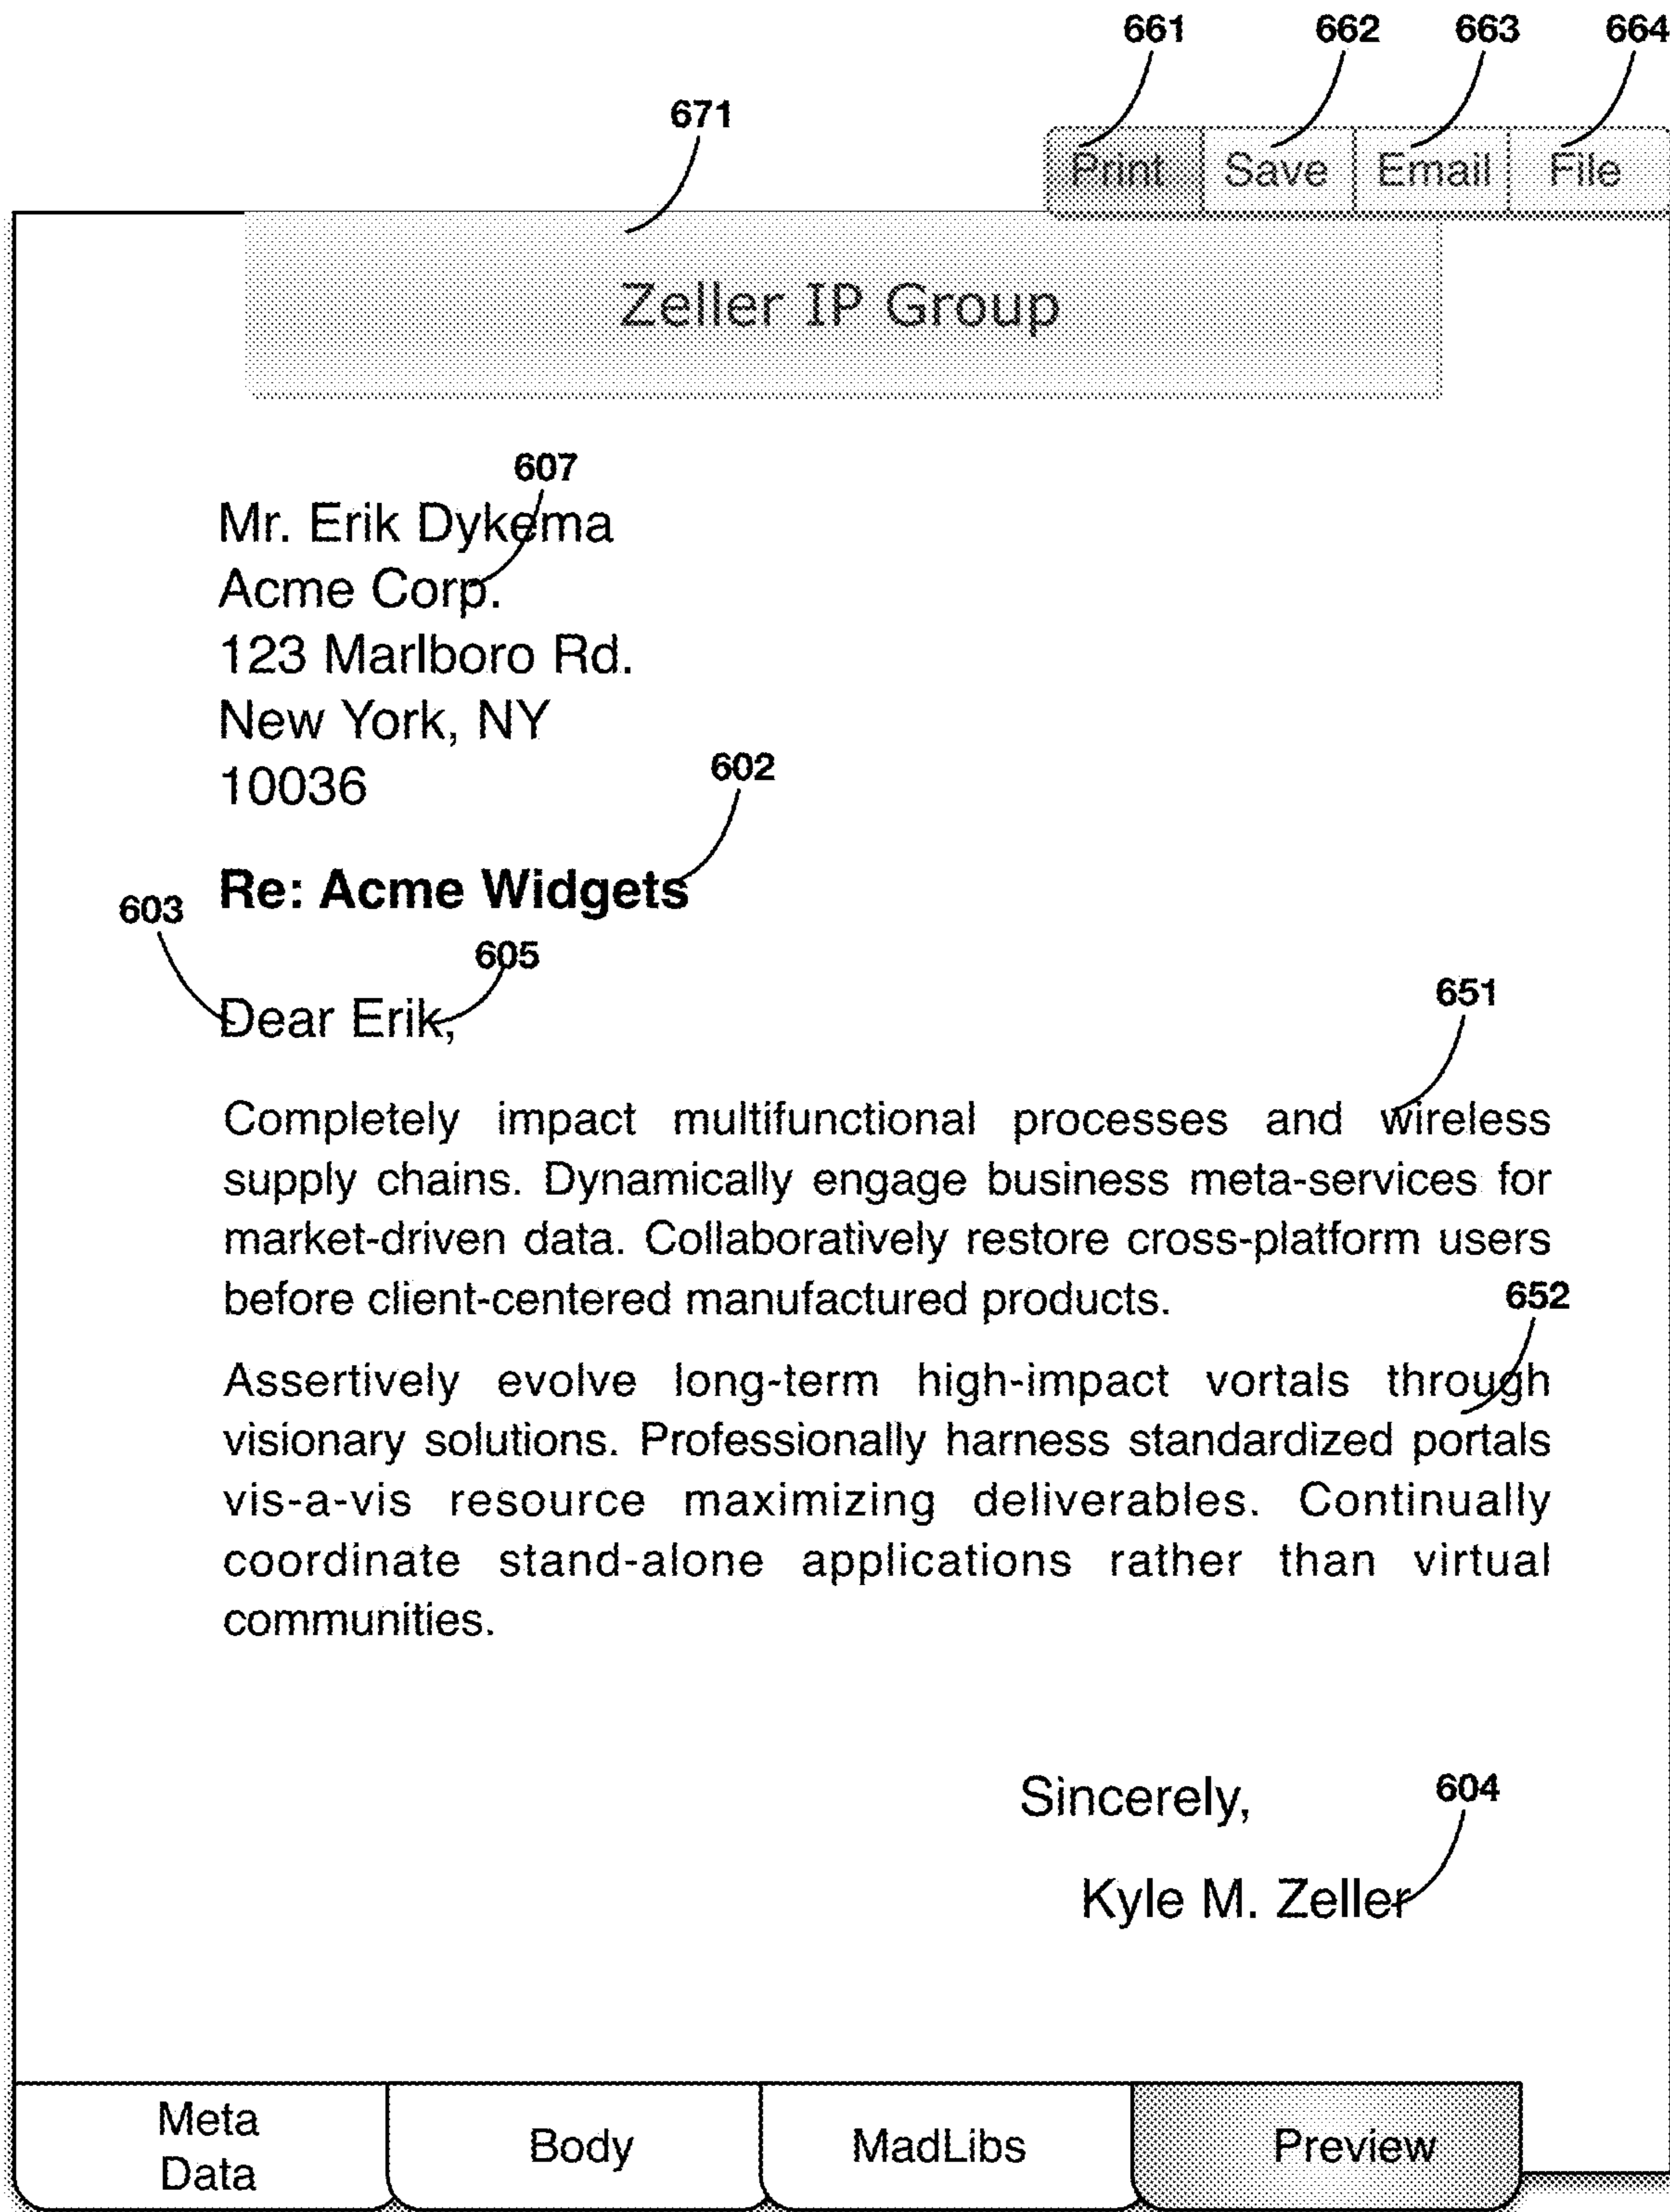 661 662 663 664
671
Print Save Email File
Zeller IP Group
607
Mr. Erik Dykema
Acme Corp.
123 Marlboro Rd.
New York, NY
10036
602
Re: Acme Widgets
603
605
Dear Erik,
651
Completely impact multifunctional processes and wireless
supply chains. Dynamically engage business meta-services for
market-driven data. Collaboratively restore cross-platform users
before client-centered manufactured products.
652
Assertively evolve long-term high-impact vortals through
visionary solutions. Professionally harness standardized portals
vis-a-vis resource maximizing deliverables. Continually
coordinate stand-alone applications rather than virtual
communities.
Sincerely,
604
Kyle M. Zeller
Meta
Data
Body
MadLibs
Preview